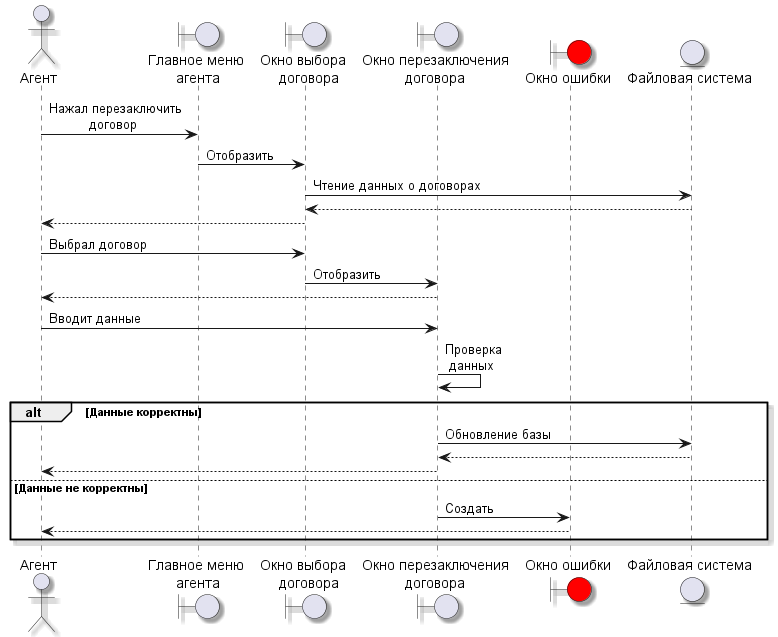 Агент
Главное меню
агента
Окно выбора
договора
Окно перезаключения
договора
Окно ошибки
Файловая система
Нажал перезаключить
договор
Отобразить
Чтение данных о договорах
Выбрал договор
Отобразить
Вводит данные
Проверка
данных
alt [Данные корректны]
Обновление базы
[Данные не корректны]
Создать
Агент
Главное меню
агента
Окно выбора
договора
Окно перезаключения
договора
Окно ошибки
Файловая система